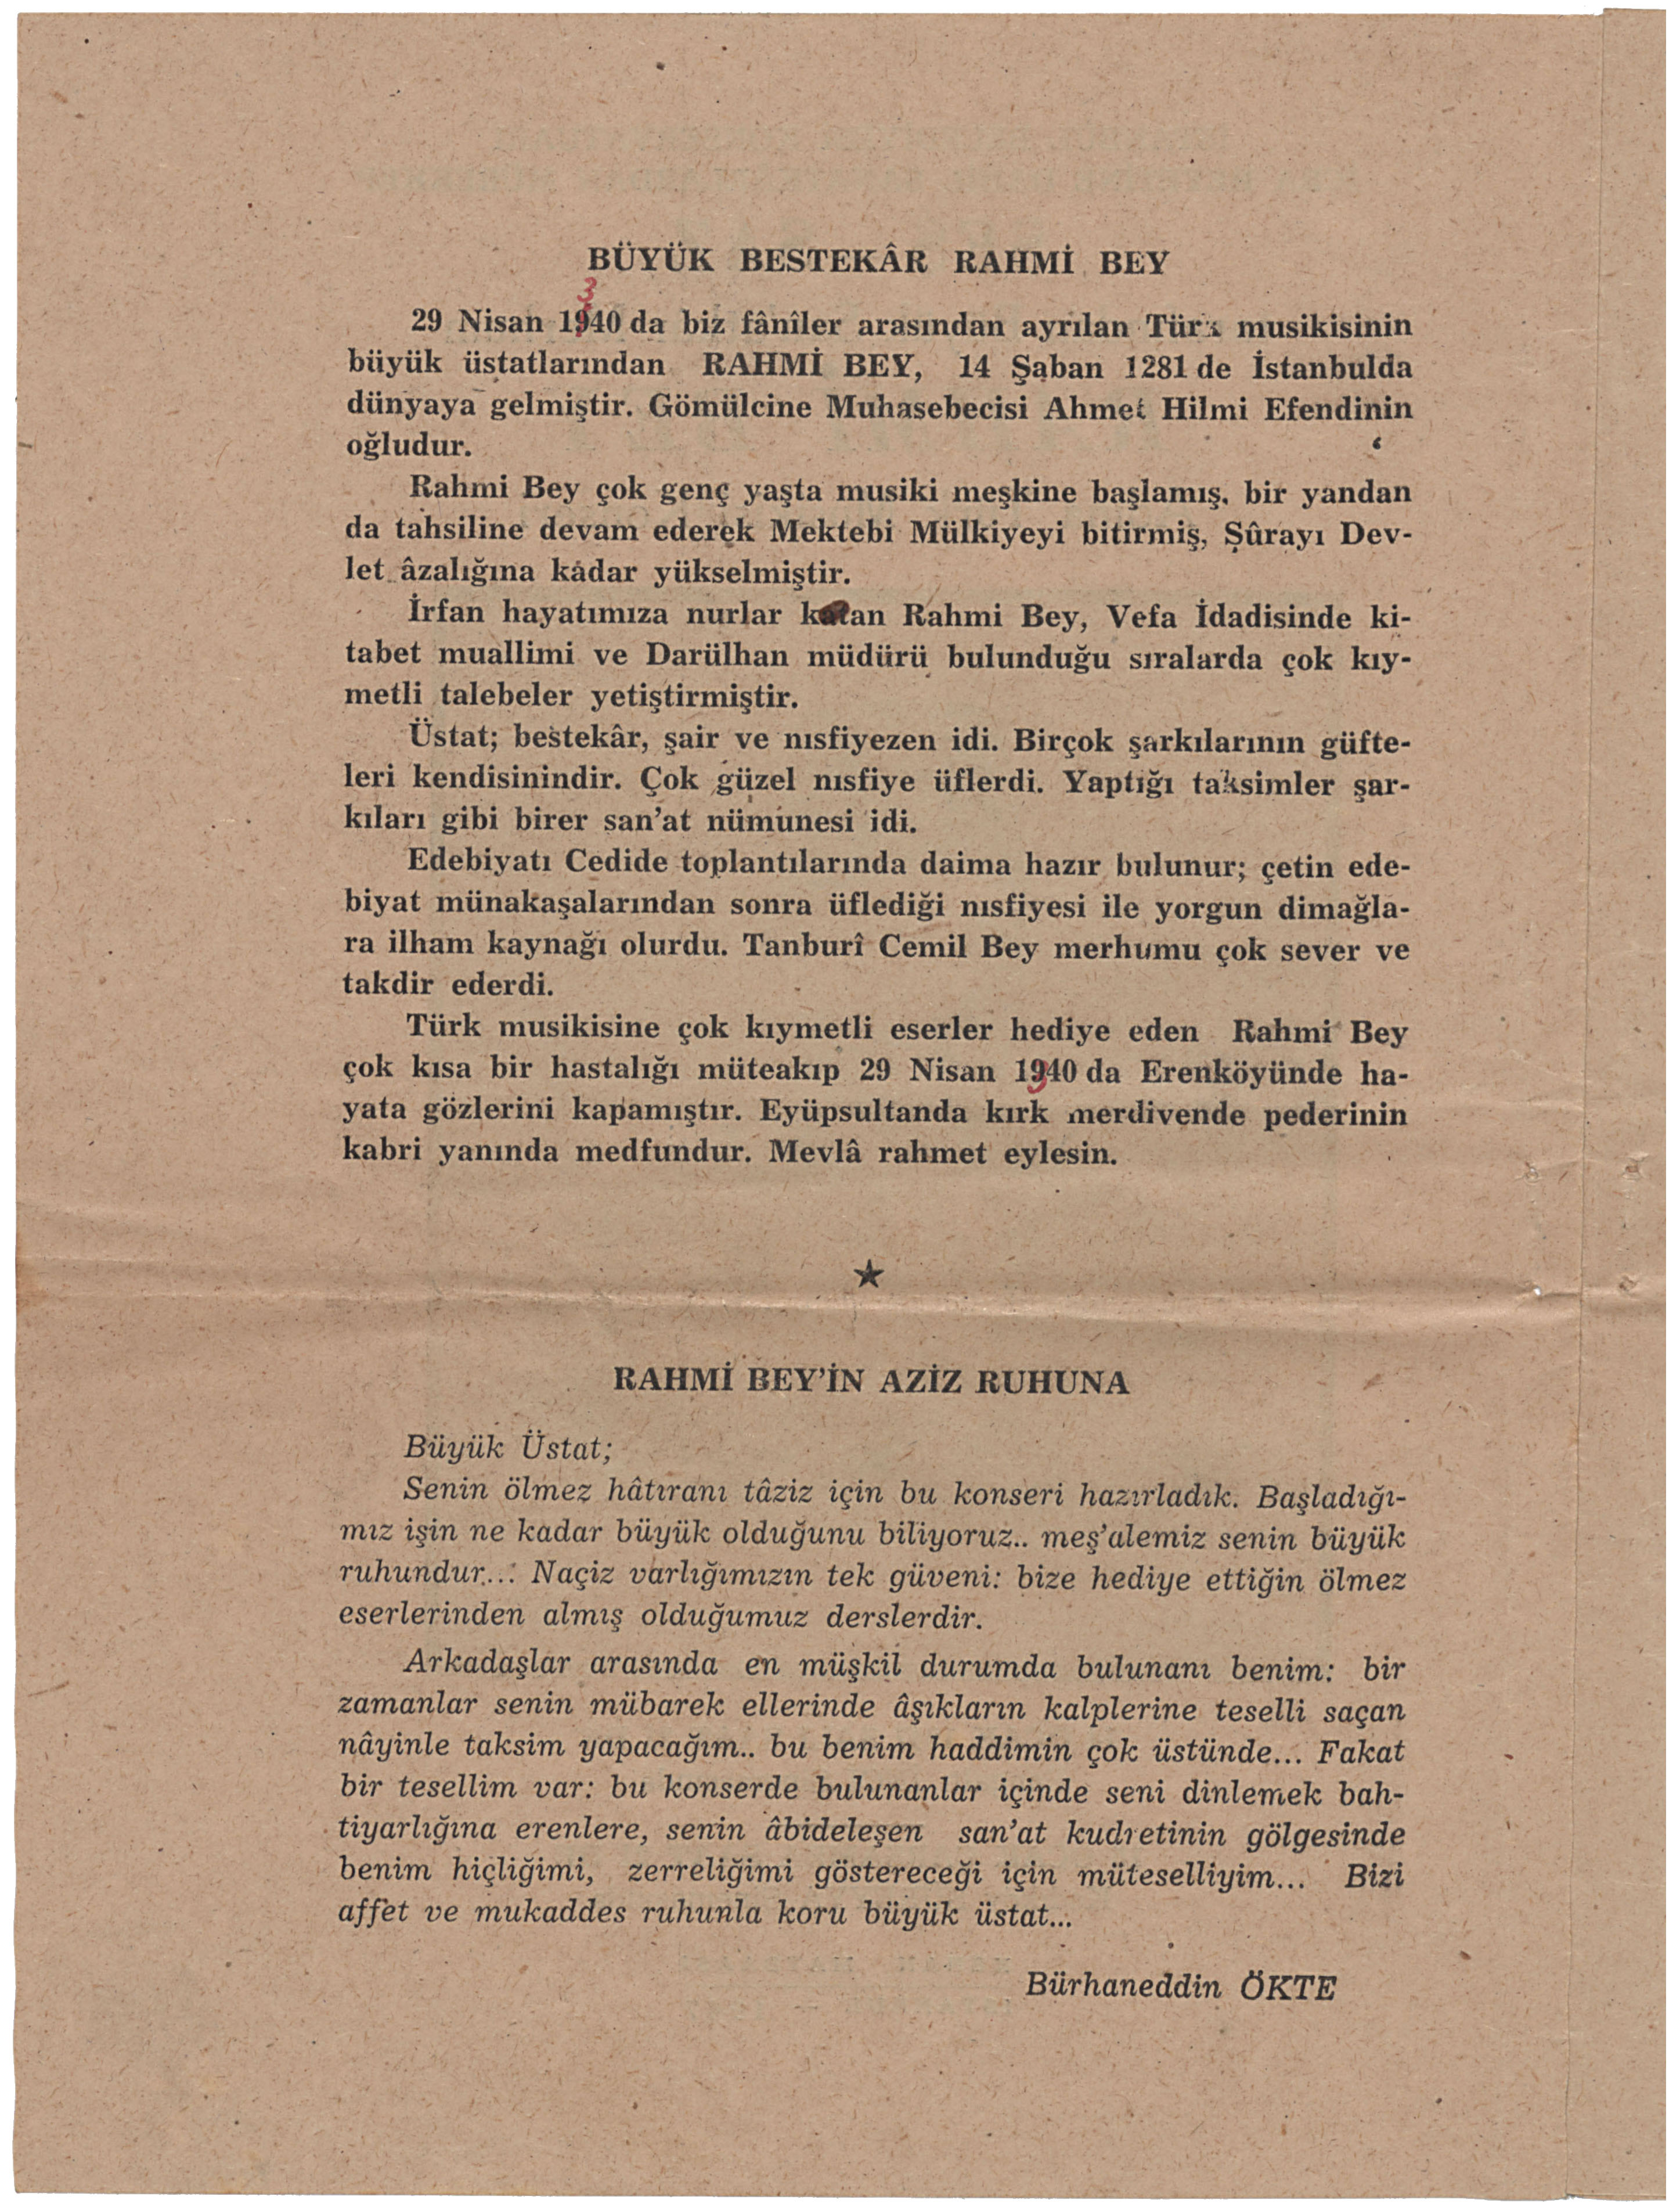 BÜYÜK BESTEKÂR RAHMİ BEY
3
29 Nisan 1940 da biz fânîler arasından ayrılan Türk musikisinin
büyük üstatlarından RAHMİ BEY, 14 Şaban 1281 de İstanbulda
dünyaya gelmiştir. Gömülcine Muhasebecisi Ahmet Hilmi Efendinin
oğludur.
Rahmi Bey çok genç yaşta musiki meşkine başlamış, bir yandan
da tahsiline devam ederek Mektebi Mülkiyeyi bitirmiş, Şûrayı Dev-
let âzalığına kadar yükselmiştir.
İrfan hayatımıza nurlar katan Rahmi Bey, Vefa İdadisinde ki-
tabet muallimi ve Darülhan müdürü bulunduğu sıralarda çok kıy-
metli talebeler yetiştirmiştir.
Üstat; bestekâr, şair ve nısfiyezen idi. Birçok şarkılarının güfte-
leri kendisinindir. Çok güzel nısfiye üflerdi. Yaptığı taksimler şar-
kıları gibi birer san'at nümunesi idi.
Edebiyatı Cedide toplantılarında daima hazır bulunur; çetin ede-
biyat münakaşalarından sonra üflediği nısfiyesi ile yorgun dimağla-
ra ilham kaynağı olurdu. Tanburî Cemil Bey merhumu çok sever ve
takdir ederdi.
Türk musikisine çok kıymetli eserler hediye eden Rahmi Bey
çok kısa bir hastalığı müteakıp 29 Nisan 1940 da Erenköyünde ha-
yata gözlerini kapamıştır. Eyüpsultanda kırk merdivende pederinin
kabri yanında medfundur. Mevlâ rahmet eylesin.
★
RAHMİ BEY'İN AZİZ RUHUNA
Büyük Üstat;
Senin ölmez hâtıranı tâziz için bu konseri hazırladık. Başladığı-
mız işin ne kadar büyük olduğunu biliyoruz.. meş'alemiz senin büyük
ruhundur... Naçiz varlığımızın tek güveni: bize hediye ettiğin ölmez
eserlerinden almış olduğumuz derslerdir.
Arkadaşlar arasında en müşkil durumda bulunanı benim: bir
zamanlar senin mübarek ellerinde âşıkların kalplerine teselli saçan
nâyinle taksim yapacağım.. bu benim haddimin çok üstünde... Fakat
bir tesellim var: bu konserde bulunanlar içinde seni dinlemek bah-
tiyarlığına erenlere, senin âbideleşen san'at kudretinin gölgesinde
benim hiçliğimi, zerreliğimi göstereceği için müteselliyim... Bizi
affet ve mukaddes ruhunla koru büyük üstat...
Bürhaneddin ÖKTE